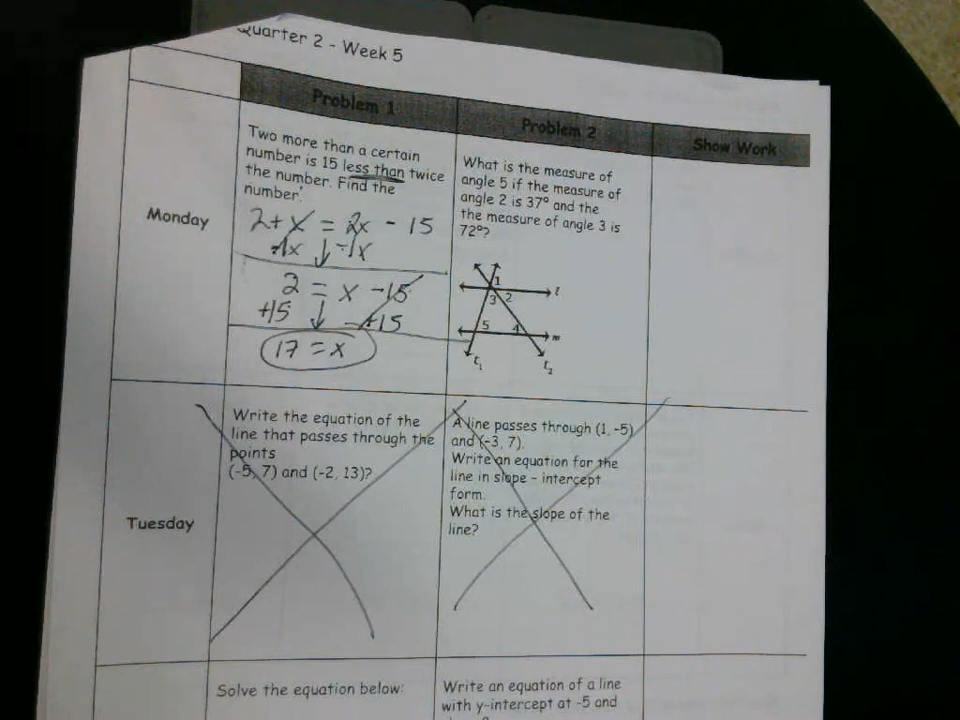 Quarter 2 - Week 5
Problem 1
Problem 2
Show Work
Monday
Two more than a certain
number is 15 less than twice
the number. Find the
number.
2+x = 2x - 15
-1x -1x
2 = x -15
+15 +15
17 = x
What is the measure of
angle 5 if the measure of
angle 2 is 37° and the
the measure of angle 3 is
72°?
1
3 2
5 4
l
m
t₁
t₂
Tuesday
Write the equation of the
line that passes through the
points
(-5, 7) and (-2, 13)?
A line passes through (1, -5)
and (-3, 7).
Write an equation for the
line in slope - intercept
form.
What is the slope of the
line?
Solve the equation below:
Write an equation of a line
with y-intercept at -5 and